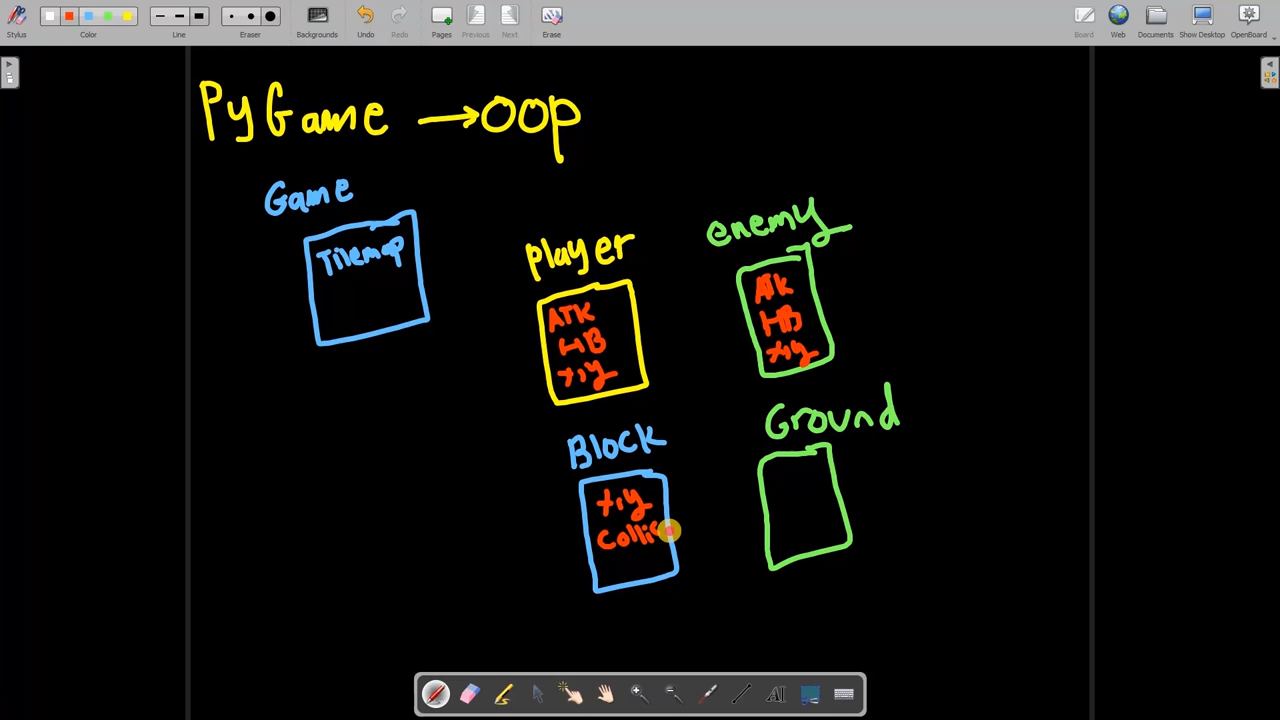 Stylus Color Line Eraser Backgrounds Undo Redo Pages Previous Next Erase Board Web Documents Show Desktop OpenBoard
PyGame → OOP
Game
Tilemap
player
ATK
HB
x,y
enemy
ATK
HB
x,y
Block
x,y
Collis
Ground